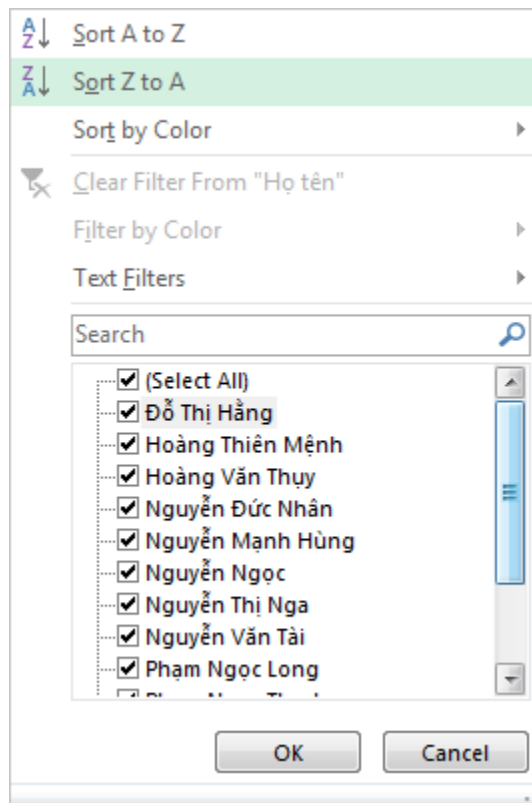 Sort A to Z
Sort Z to A
Sort by Color
Clear Filter From "Họ tên"
Filter by Color
Text Filters
Search
(Select All)
Đỗ Thị Hằng
Hoàng Thiên Mệnh
Hoàng Văn Thụy
Nguyễn Đức Nhân
Nguyễn Mạnh Hùng
Nguyễn Ngọc
Nguyễn Thị Nga
Nguyễn Văn Tài
Phạm Ngọc Long
OK Cancel